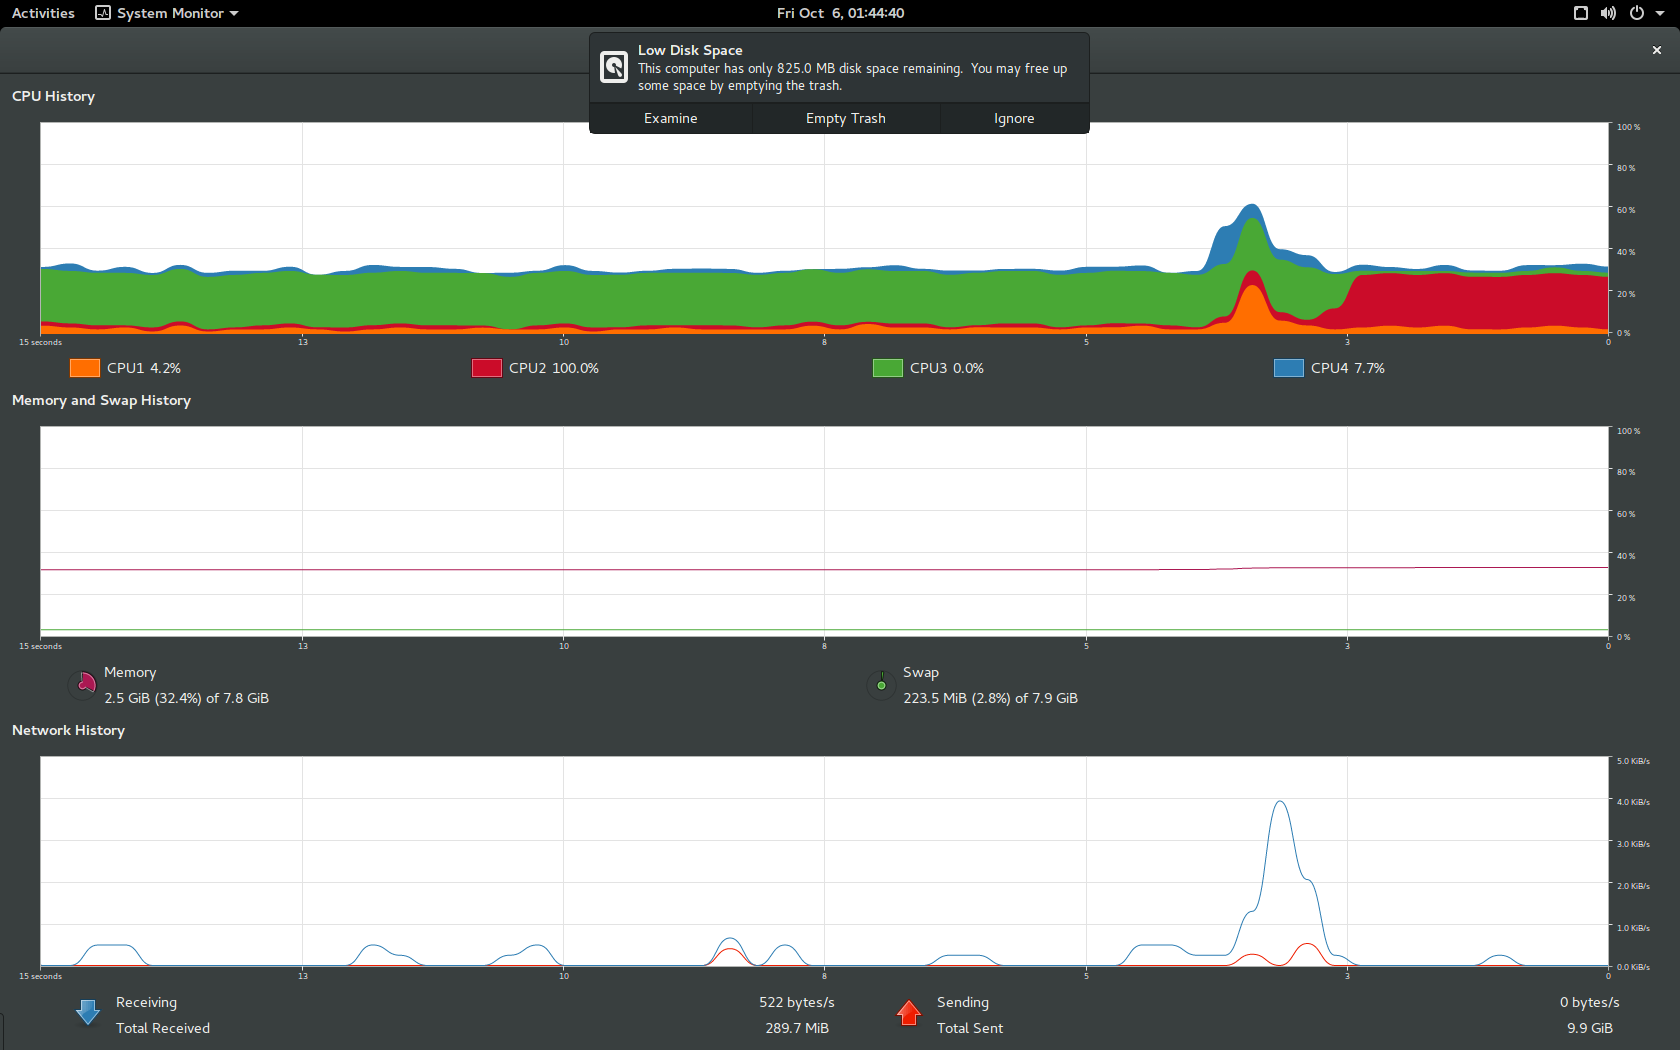 Activities
System Monitor
Fri Oct 6, 01:44:40
Low Disk Space
This computer has only 825.0 MB disk space remaining. You may free up
some space by emptying the trash.
Examine
Empty Trash
Ignore
CPU History
100 %
80 %
60 %
40 %
20 %
0 %
15 seconds
13
10
8
5
3
0
CPU1 4.2%
CPU2 100.0%
CPU3 0.0%
CPU4 7.7%
Memory and Swap History
100 %
80 %
60 %
40 %
20 %
0 %
15 seconds
13
10
8
5
3
0
Memory
2.5 GiB (32.4%) of 7.8 GiB
Swap
223.5 MiB (2.8%) of 7.9 GiB
Network History
5.0 KiB/s
4.0 KiB/s
3.0 KiB/s
2.0 KiB/s
1.0 KiB/s
0.0 KiB/s
15 seconds
13
10
8
5
3
0
Receiving
522 bytes/s
Total Received
289.7 MiB
Sending
0 bytes/s
Total Sent
9.9 GiB